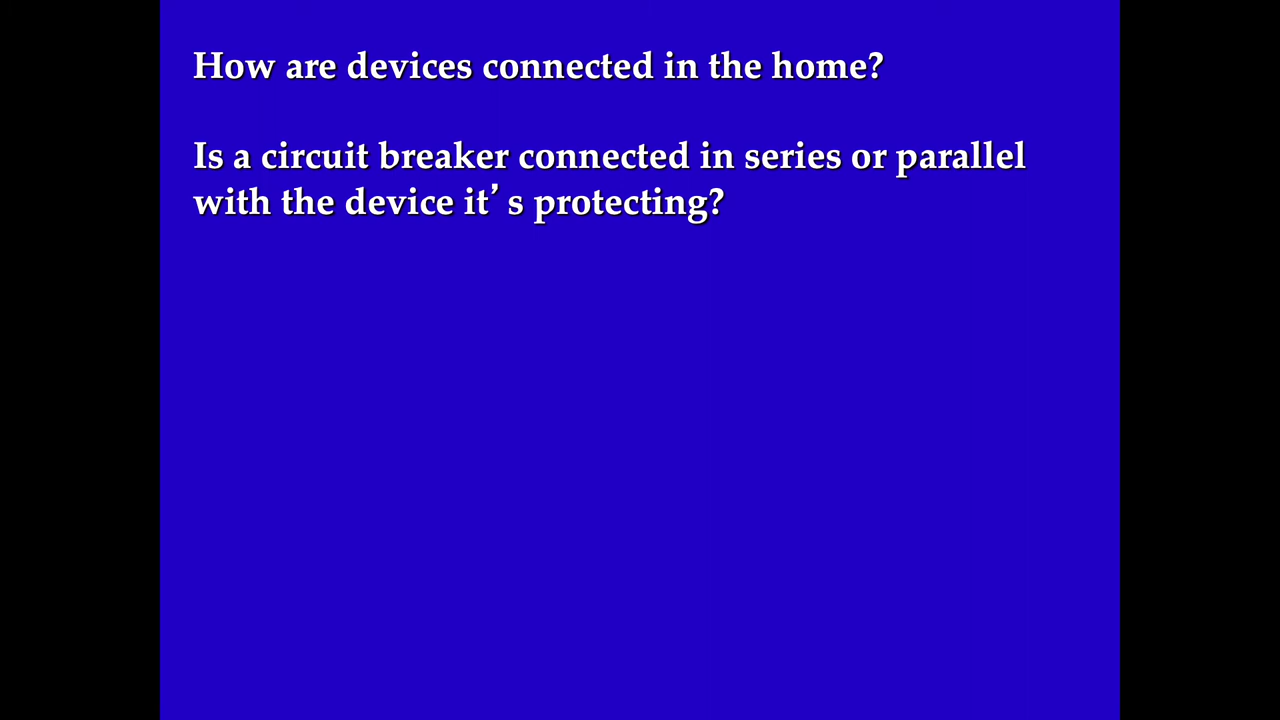 How are devices connected in the home?
Is a circuit breaker connected in series or parallel
with the device it’s protecting?